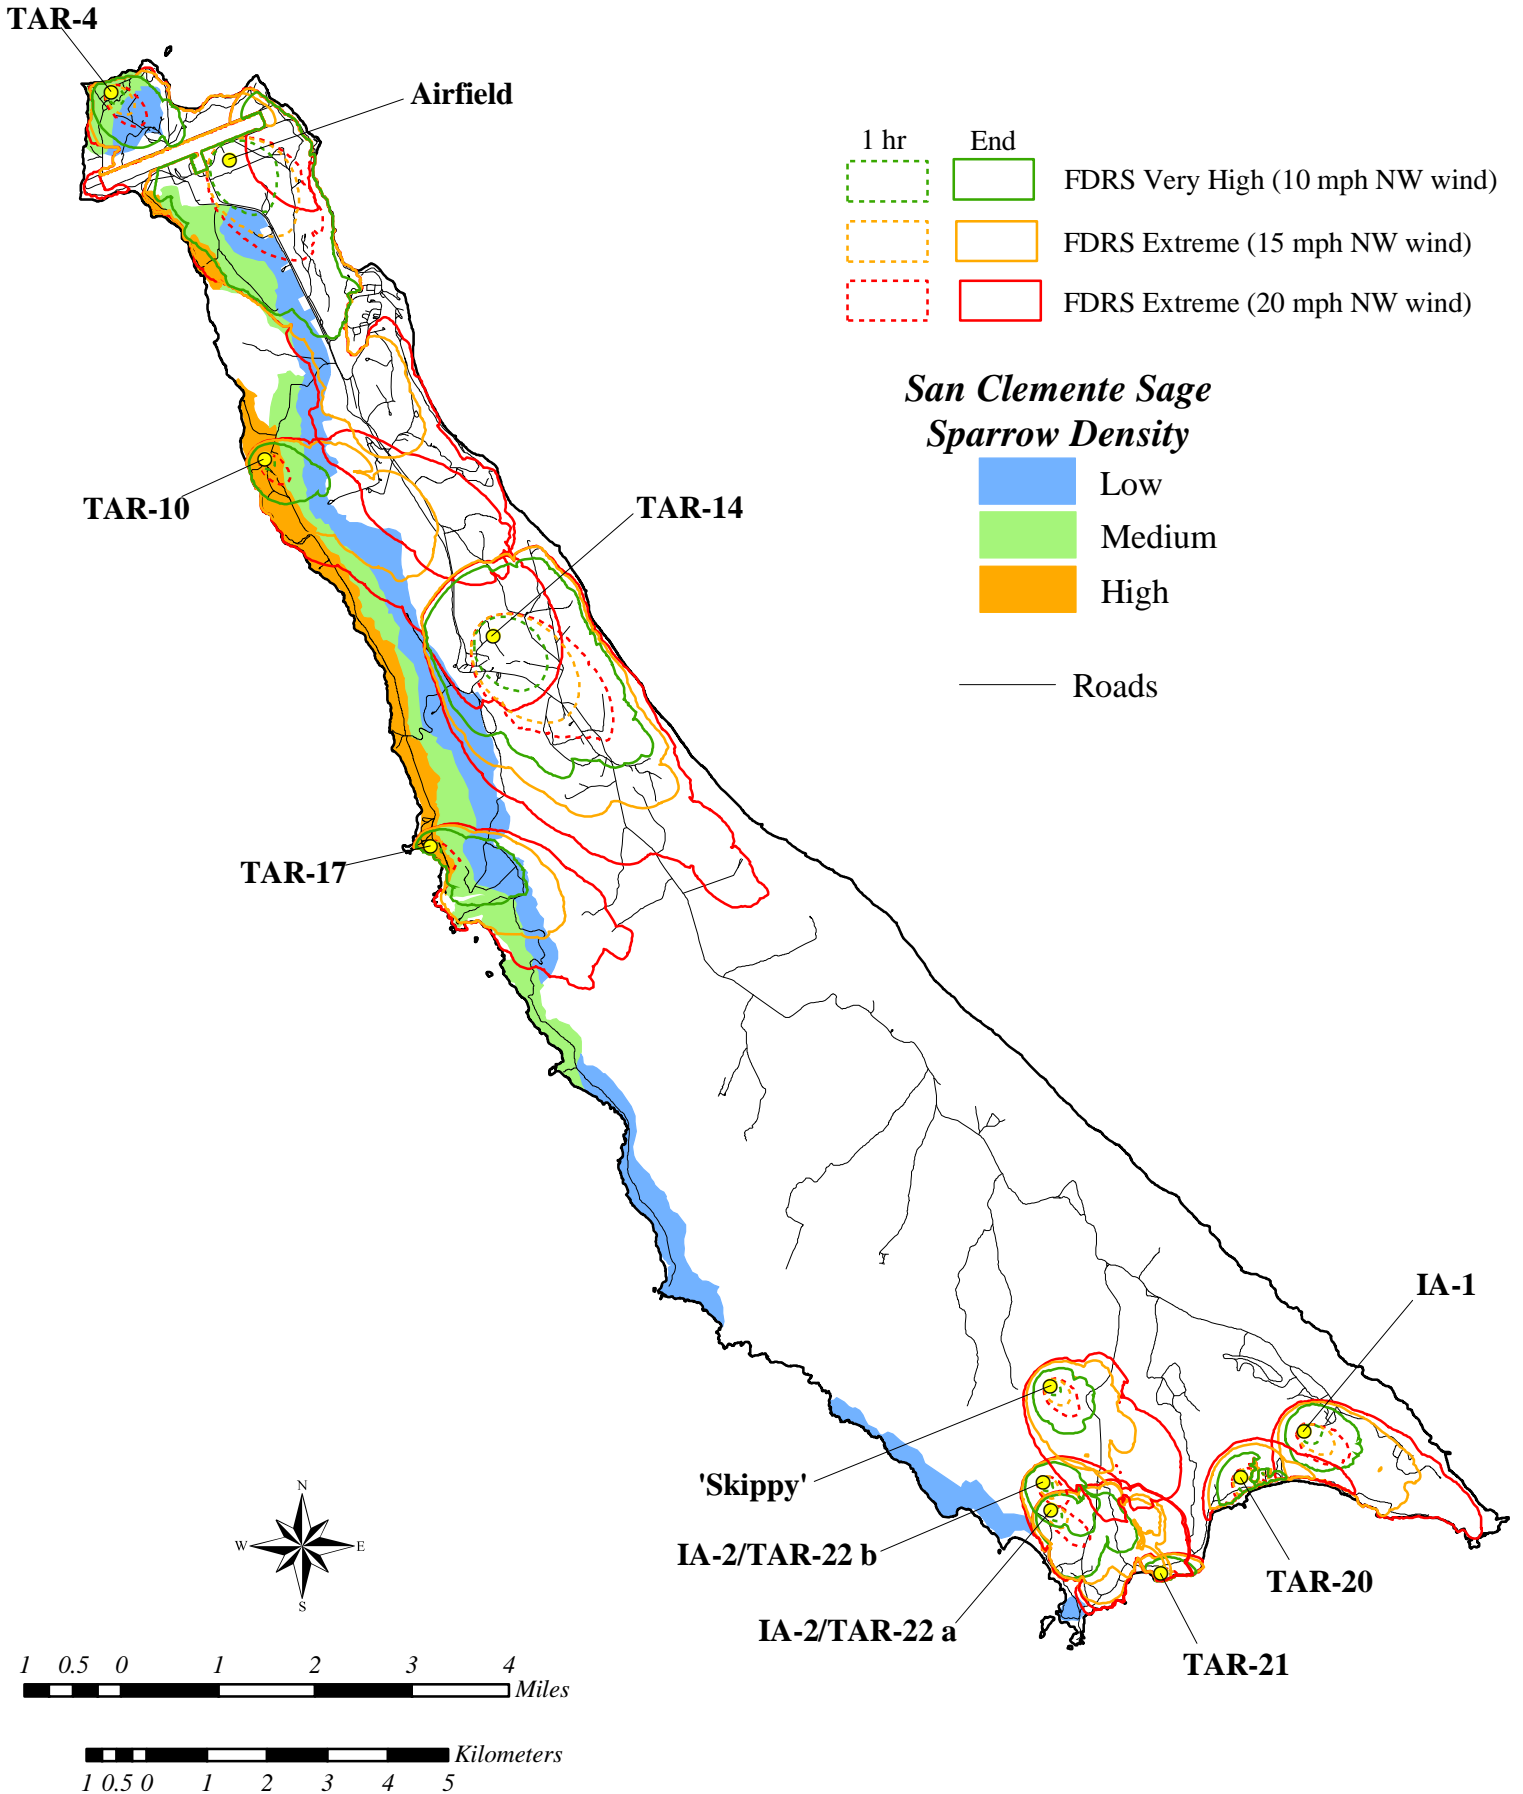 TAR-4
Airfield
1 hr End
FDRS Very High (10 mph NW wind)
FDRS Extreme (15 mph NW wind)
FDRS Extreme (20 mph NW wind)
San Clemente Sage
Sparrow Density
Low
Medium
High
Roads
TAR-10
TAR-14
TAR-17
IA-1
'Skippy'
IA-2/TAR-22 b
IA-2/TAR-22 a
TAR-20
TAR-21
N
W E
S
1 0.5 0 1 2 3 4
Miles
Kilometers
1 0.5 0 1 2 3 4 5